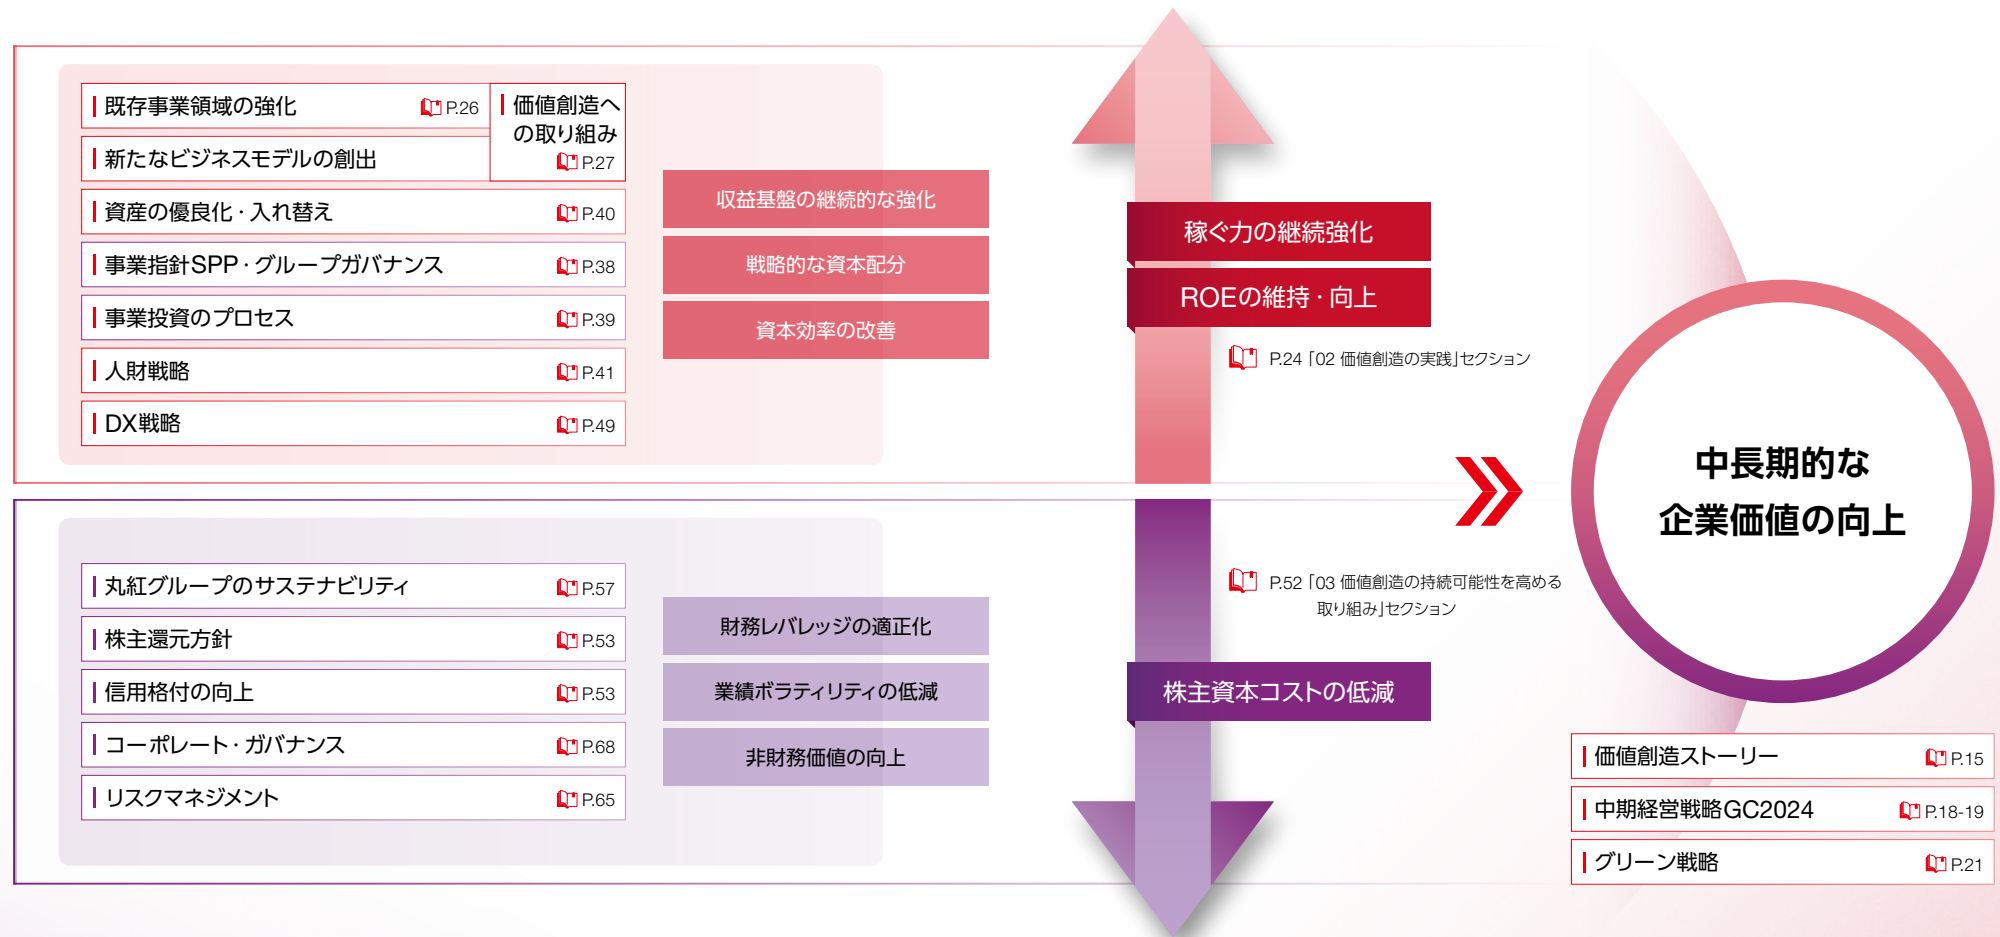 既存事業領域の強化 P.26
価値創造へ
の取り組み
P.27
新たなビジネスモデルの創出
資産の優良化・入れ替え P.40
事業指針SPP・グループガバナンス P.38
事業投資のプロセス P.39
人財戦略 P.41
DX戦略 P.49
収益基盤の継続的な強化
戦略的な資本配分
資本効率の改善
稼ぐ力の継続強化
ROEの維持・向上
P.24「02 価値創造の実践」セクション
丸紅グループのサステナビリティ P.57
株主還元方針 P.53
信用格付の向上 P.53
コーポレート・ガバナンス P.68
リスクマネジメント P.65
財務レバレッジの適正化
業績ボラティリティの低減
非財務価値の向上
P.52「03 価値創造の持続可能性を高める
取り組み」セクション
株主資本コストの低減
中長期的な
企業価値の向上
価値創造ストーリー P.15
中期経営戦略GC2024 P.18-19
グリーン戦略 P.21